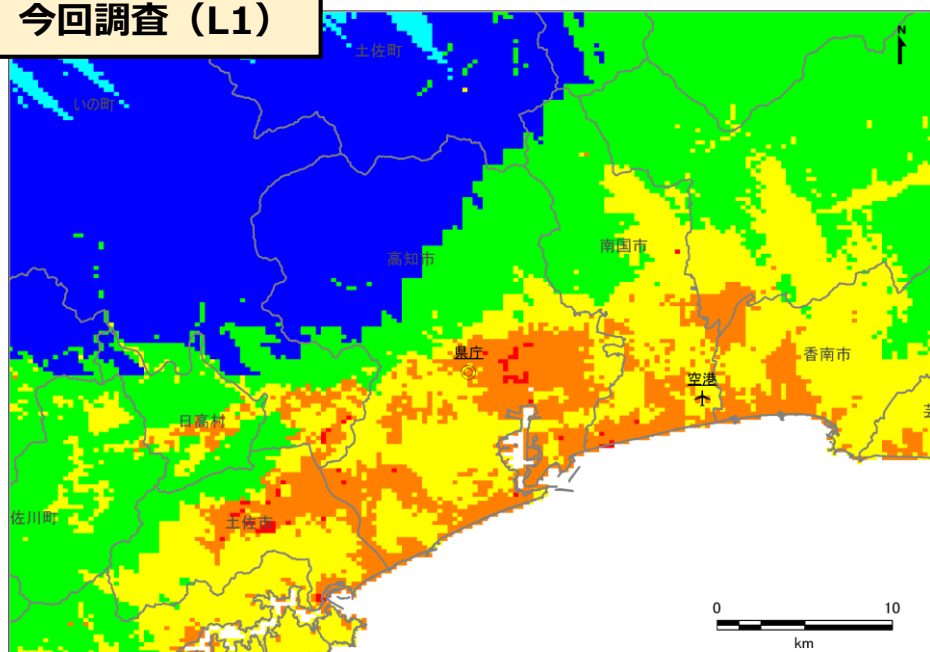 今回調査（L1）
土佐町
N
いの町
高知市
南国市
県庁
香南市
空港
日高村
芸
佐川町
土佐市
0 10
km